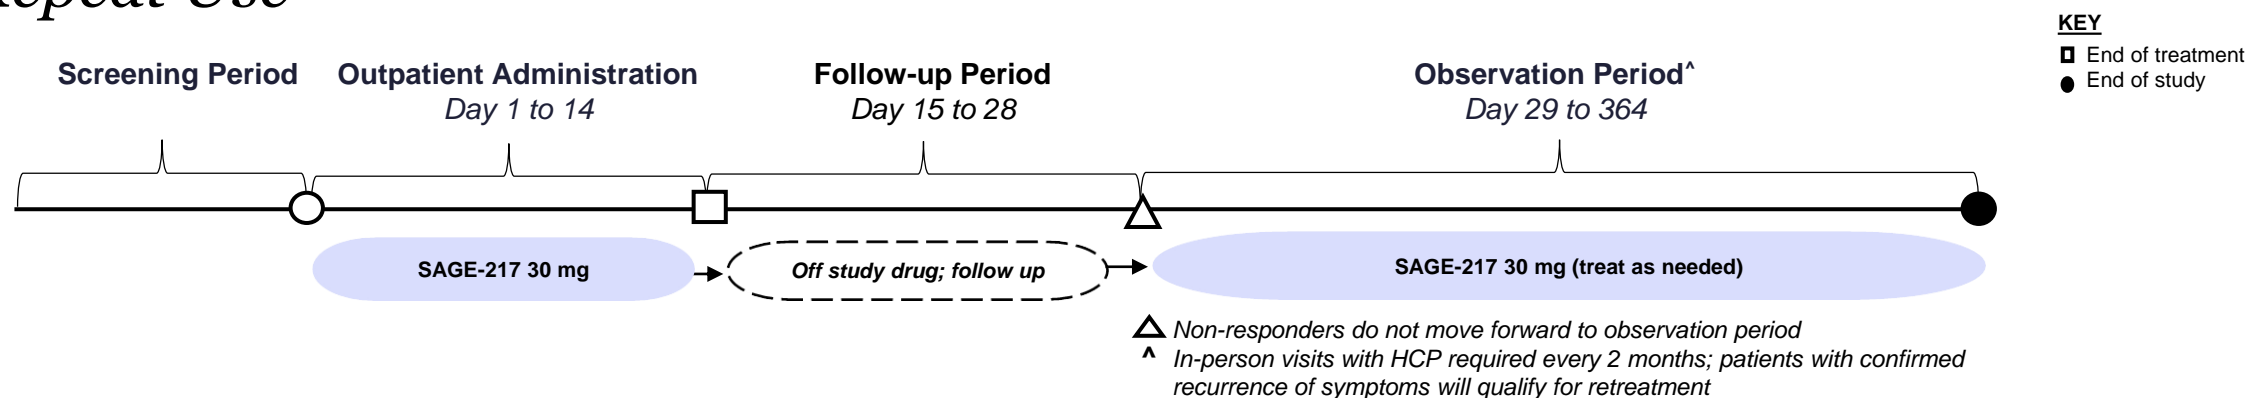 Repeat Use
KEY
End of treatment
End of study
Screening Period
Outpatient Administration
Day 1 to 14
Follow-up Period
Day 15 to 28
Observation Period^
Day 29 to 364
SAGE-217 30 mg
Off study drug; follow up
SAGE-217 30 mg (treat as needed)
Non-responders do not move forward to observation period
^ In-person visits with HCP required every 2 months; patients with confirmed
recurrence of symptoms will qualify for retreatment